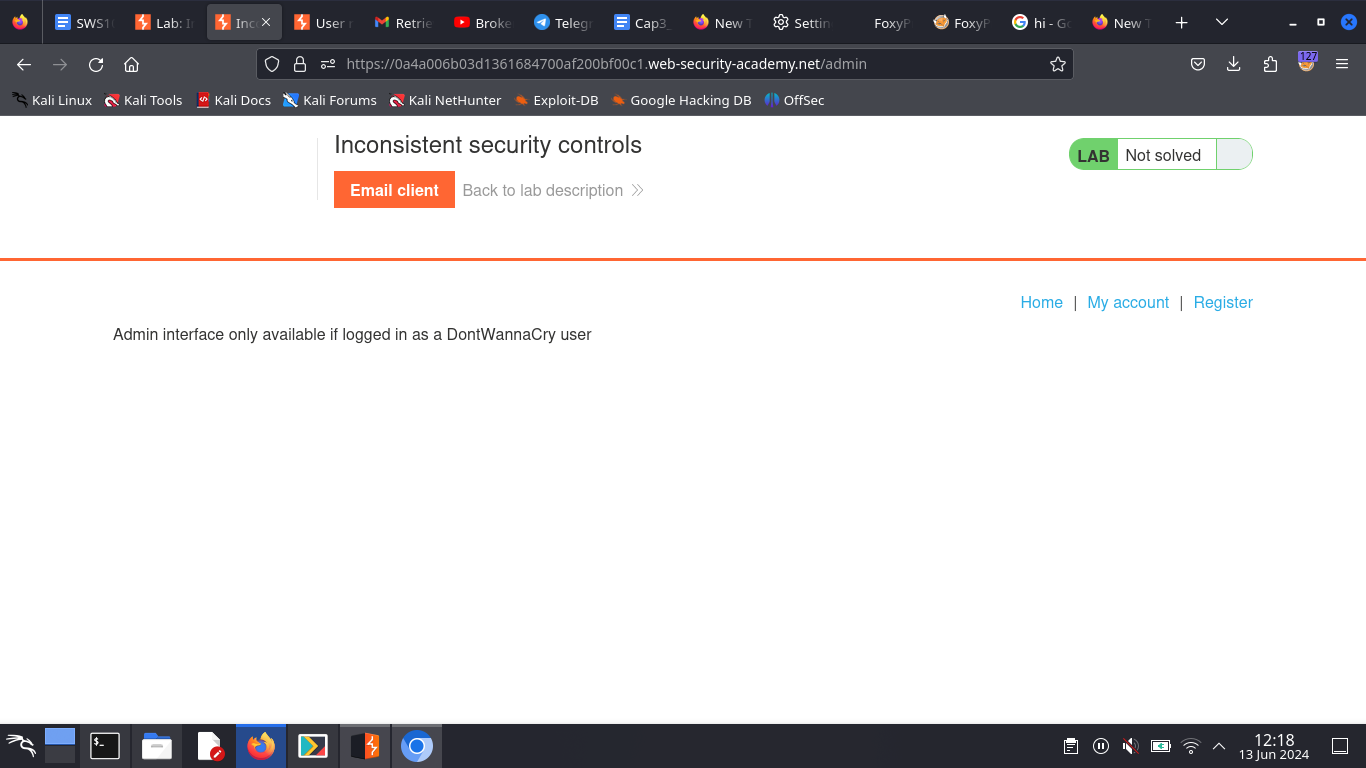 SWS1 Lab: I Inc User Retrie Broke Telegr Cap3_ New T Settin FoxyP FoxyP hi - Go New T
https://0a4a006b03d1361684700af200bf00c1.web-security-academy.net/admin 127
Kali Linux Kali Tools Kali Docs Kali Forums Kali NetHunter Exploit-DB Google Hacking DB OffSec
Inconsistent security controls
LAB Not solved
Email client Back to lab description
Home | My account | Register
Admin interface only available if logged in as a DontWannaCry user
12:18
13 Jun 2024